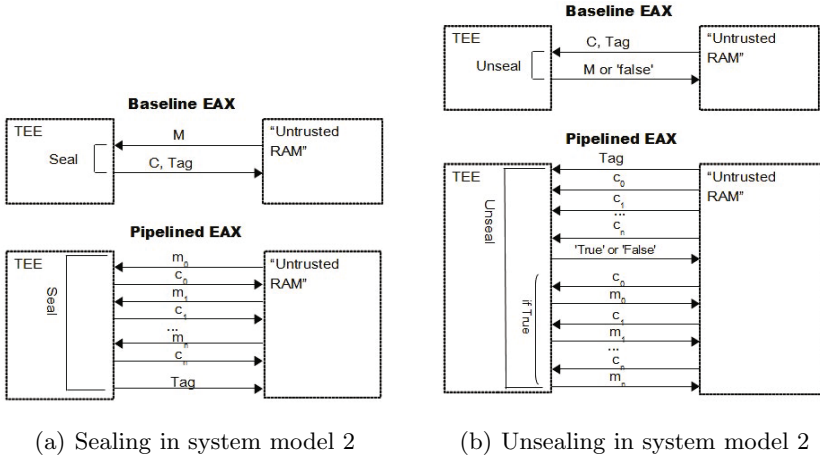 Baseline EAX
TEE
Seal
M
C, Tag
"Untrusted
RAM"
Pipelined EAX
TEE
Seal
m₀
c₀
m₁
c₁
...
mₙ
cₙ
Tag
"Untrusted
RAM"
(a) Sealing in system model 2
Baseline EAX
TEE
Unseal
C, Tag
M or 'false'
"Untrusted
RAM"
Pipelined EAX
TEE
Unseal
Tag
c₀
c₁
...
cₙ
'True' or 'False'
if True
c₀
m₀
c₁
m₁
...
cₙ
mₙ
"Untrusted
RAM"
(b) Unsealing in system model 2